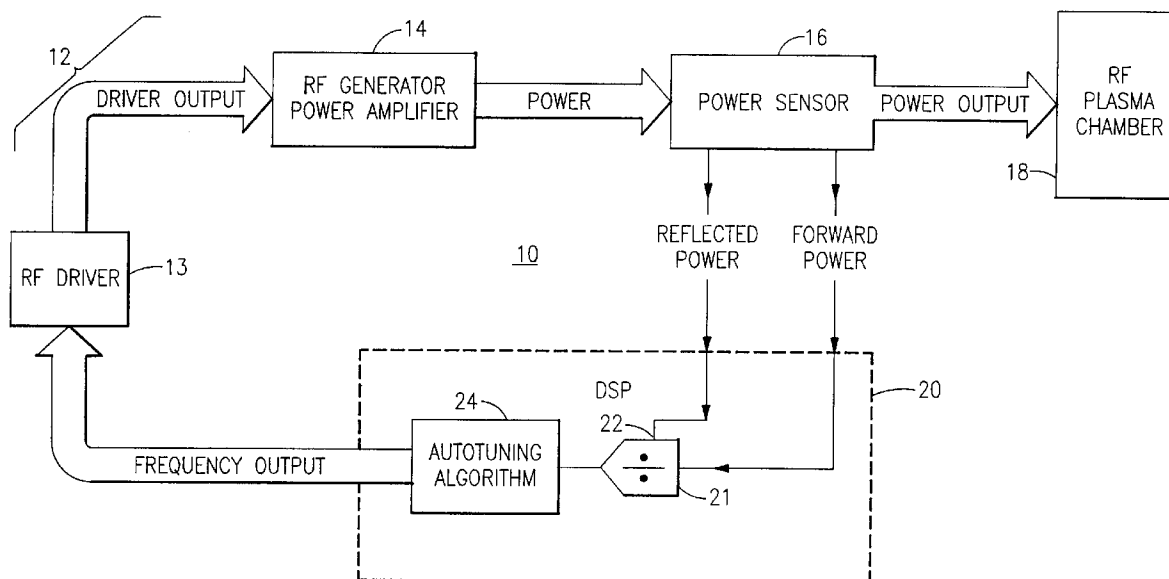 12
14
16
DRIVER OUTPUT
RF GENERATOR
POWER AMPLIFIER
POWER
POWER SENSOR
POWER OUTPUT
RF
PLASMA
CHAMBER
18
RF DRIVER
13
10
REFLECTED
POWER
FORWARD
POWER
DSP
20
24
22
AUTOTUNING
ALGORITHM
÷
21
FREQUENCY OUTPUT